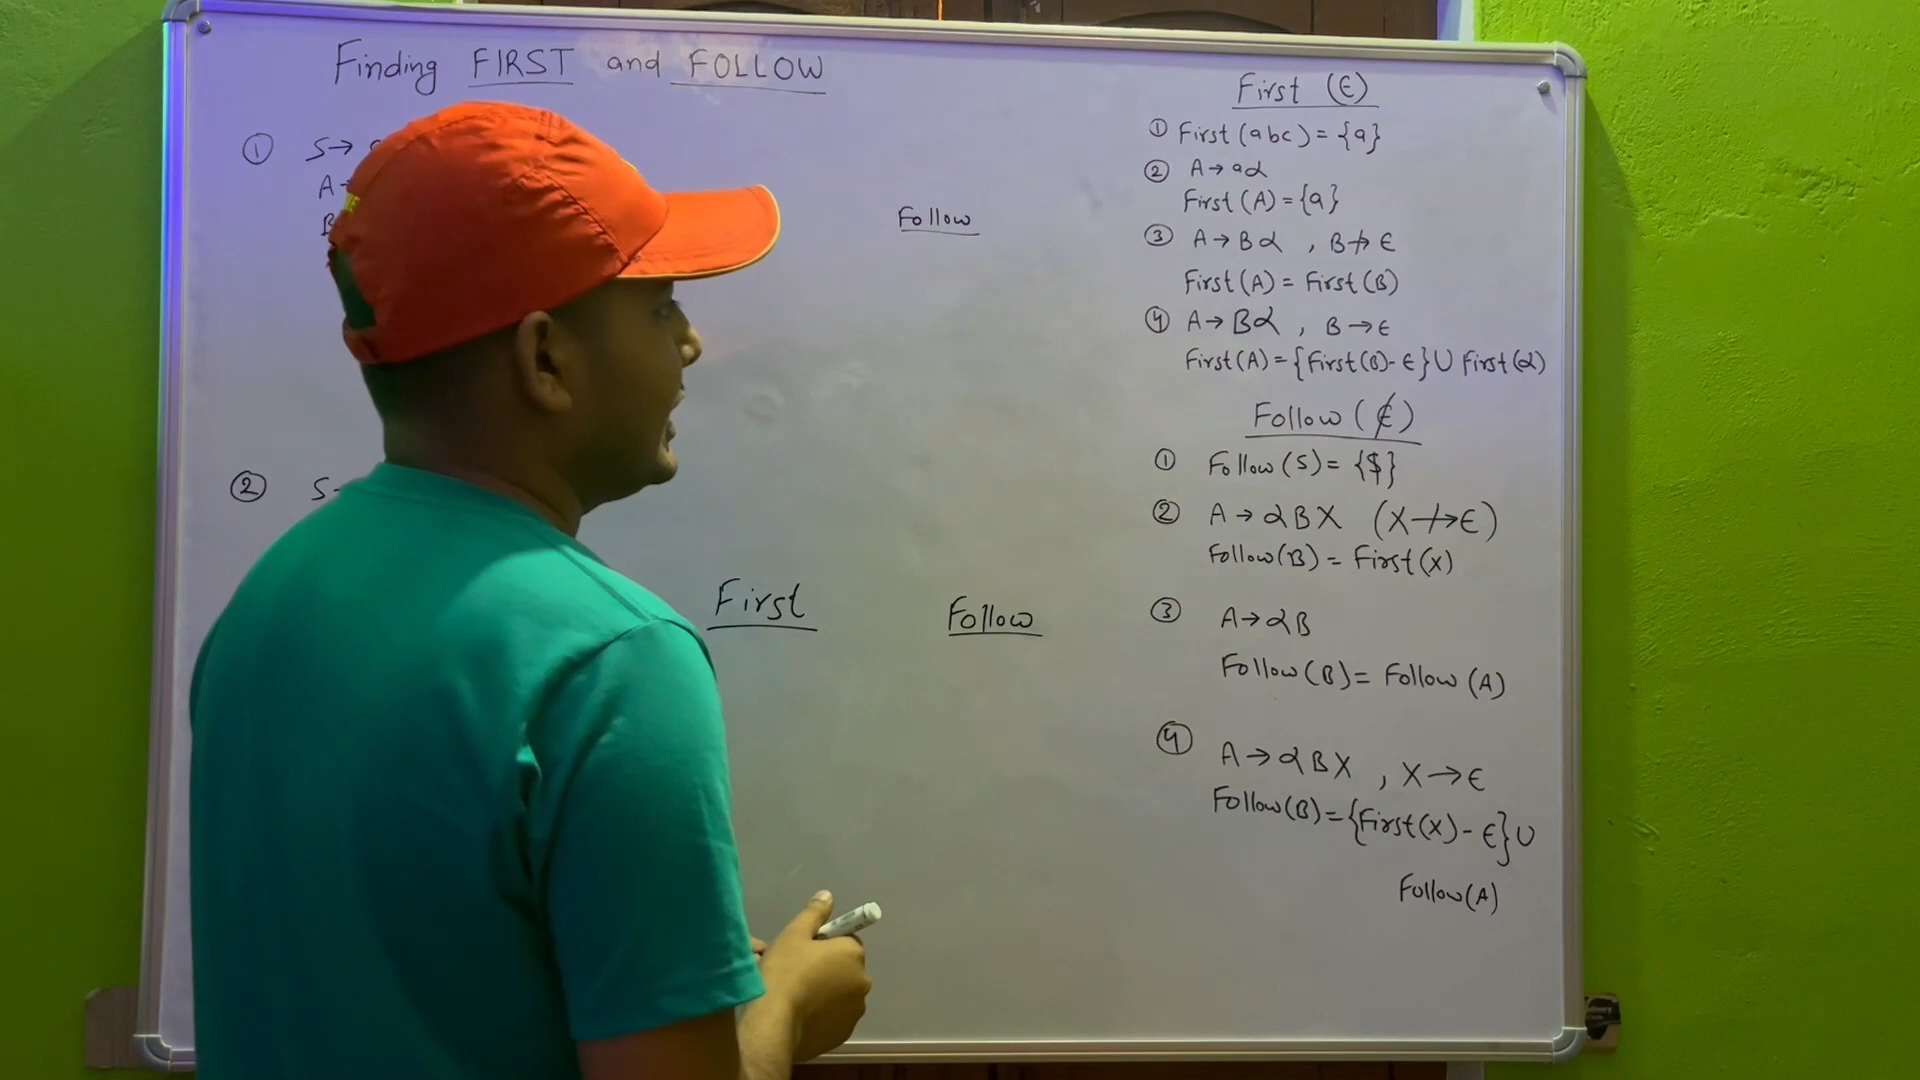 Finding FIRST and FOLLOW
① S→
A-
B
Follow
② S-
First
Follow
First (ϵ)
① First(abc) = {a}
② A→aα
First(A) = {a}
③ A→Bα , B↛ϵ
First(A) = First(B)
④ A→Bα , B→ϵ
First(A) = {First(B)-ϵ} ∪ First(α)
Follow (ϵ̸)
① Follow(S) = {$}
② A→αBX (X↛ϵ)
Follow(B) = First(X)
③ A→αB
Follow(B) = Follow(A)
④ A→αBX , X→ϵ
Follow(B) = {First(X)-ϵ} ∪
Follow(A)